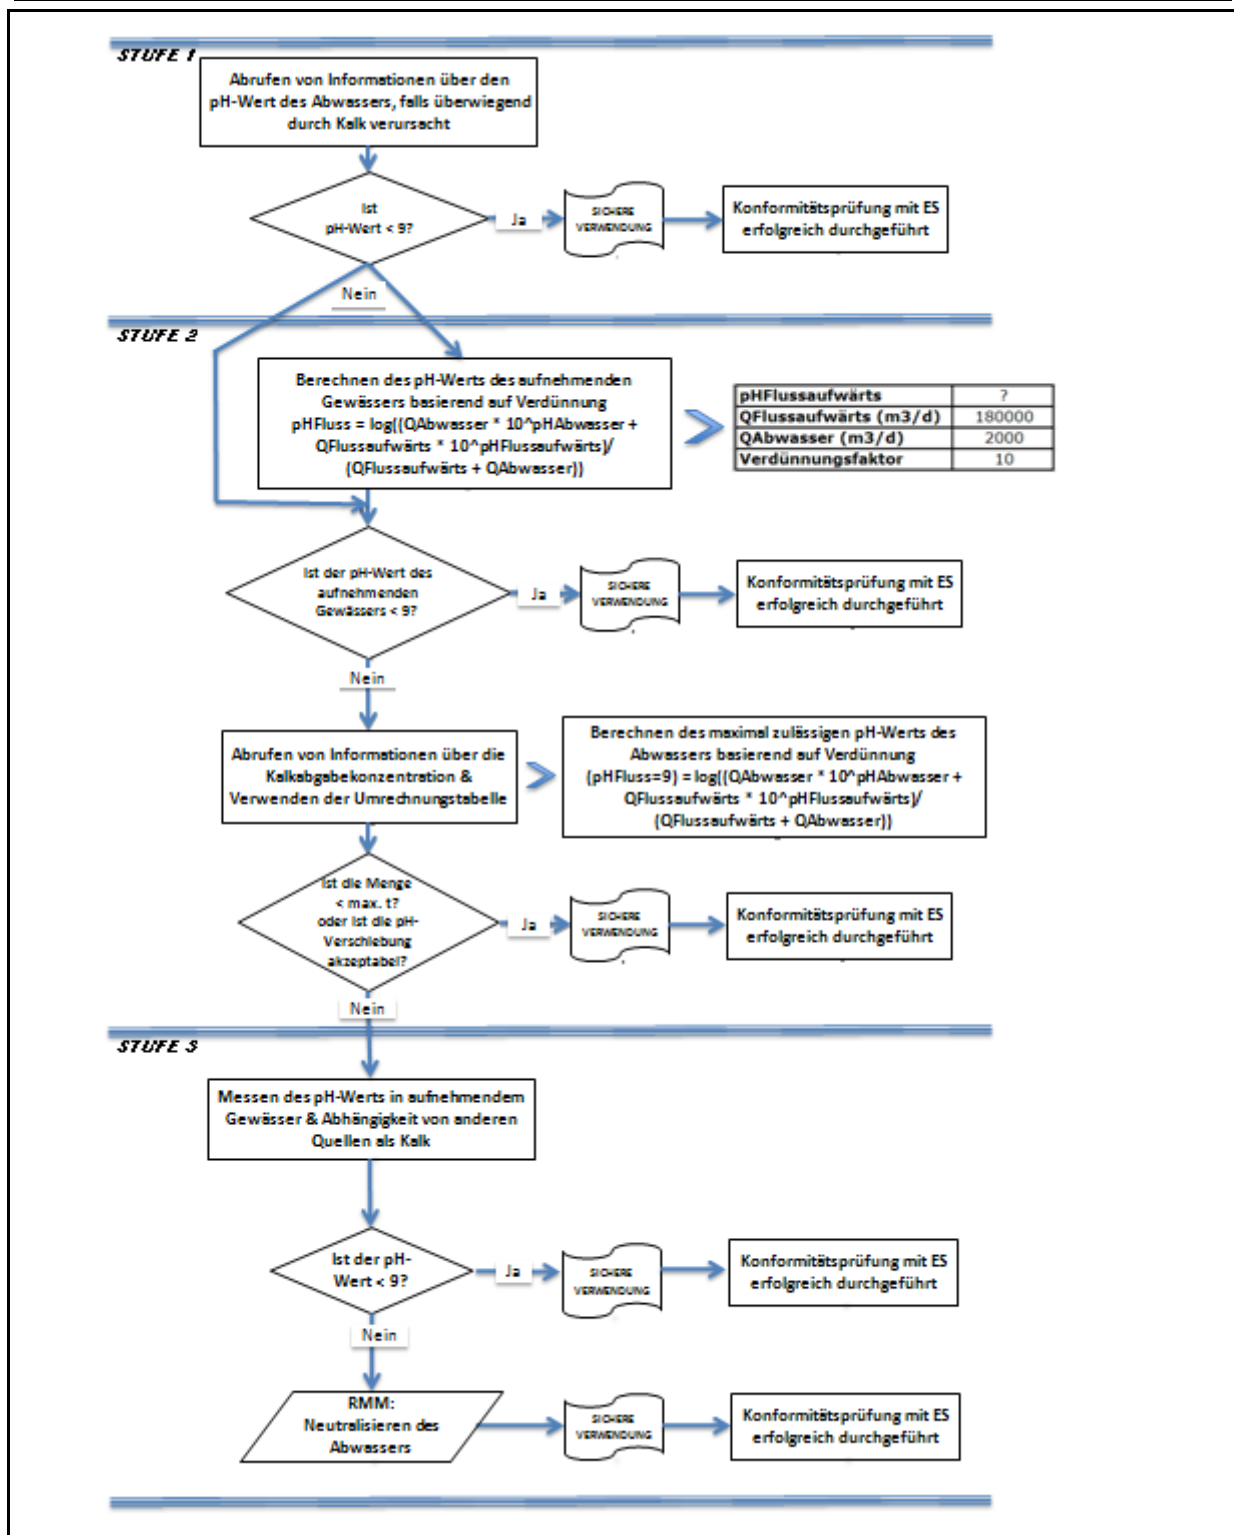 STUFE 1
Abrufen von Informationen über den
pH-Wert des Abwassers, falls überwiegend
durch Kalk verursacht
Ist
pH-Wert < 9?
Ja
SICHERE
VERWENDUNG
Konformitätsprüfung mit ES
erfolgreich durchgeführt
Nein
STUFE 2
Berechnen des pH-Werts des aufnehmenden
Gewässers basierend auf Verdünnung
pHFluss = log((QAbwasser * 10^pHAbwasser +
QFlussaufwärts * 10^pHFlussaufwärts)/
(QFlussaufwärts + QAbwasser))
pHFlussaufwärts ?
QFlussaufwärts (m3/d) 180000
QAbwasser (m3/d) 2000
Verdünnungsfaktor 10
Ist der pH-Wert des
aufnehmenden
Gewässers < 9?
Ja
SICHERE
VERWENDUNG
Konformitätsprüfung mit ES
erfolgreich durchgeführt
Nein
Abrufen von Informationen über die
Kalkabgabekonzentration &
Verwenden der Umrechnungstabelle
Berechnen des maximal zulässigen pH-Werts des
Abwassers basierend auf Verdünnung
(pHFluss=9) = log((QAbwasser * 10^pHAbwasser +
QFlussaufwärts * 10^pHFlussaufwärts)/
(QFlussaufwärts + QAbwasser))
Ist die Menge
< max. t?
oder ist die pH-
Verschiebung
akzeptabel?
Ja
SICHERE
VERWENDUNG
Konformitätsprüfung mit ES
erfolgreich durchgeführt
Nein
STUFE 3
Messen des pH-Werts in aufnehmendem
Gewässer & Abhängigkeit von anderen
Quellen als Kalk
Ist der pH-
Wert < 9?
Ja
SICHERE
VERWENDUNG
Konformitätsprüfung mit ES
erfolgreich durchgeführt
Nein
RMM:
Neutralisieren des
Abwassers
SICHERE
VERWENDUNG
Konformitätsprüfung mit ES
erfolgreich durchgeführt